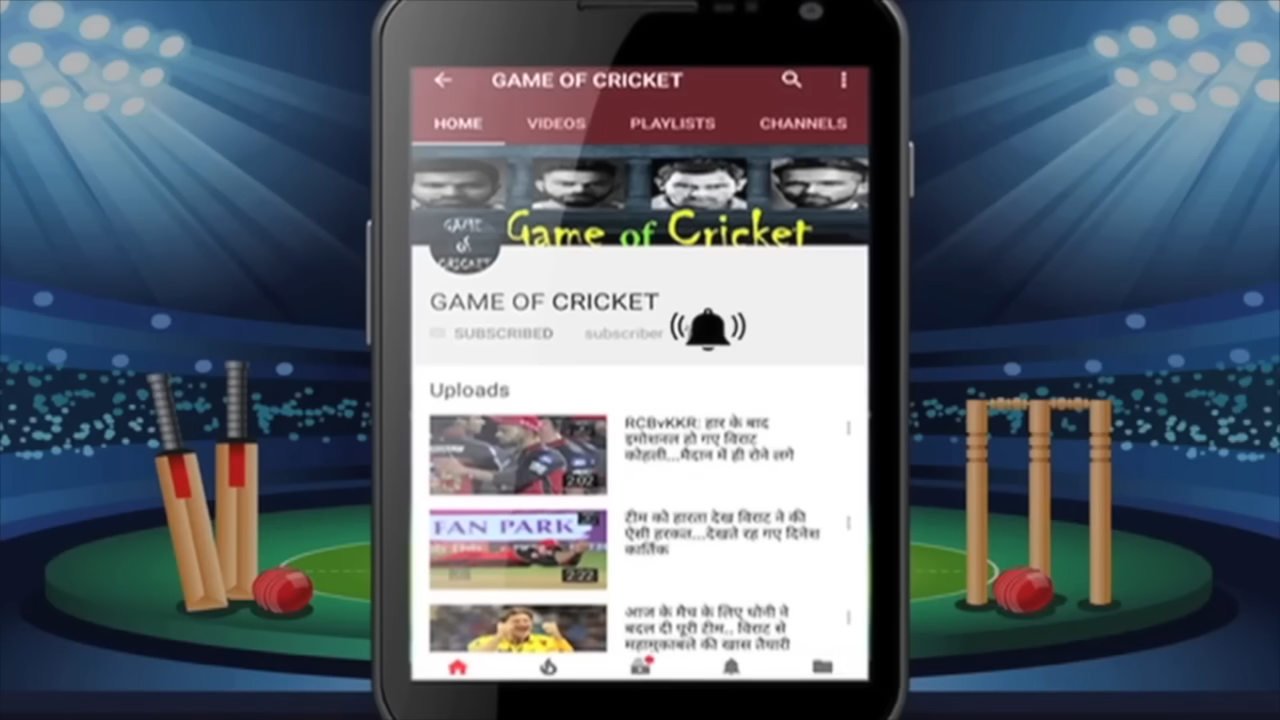 GAME OF CRICKET
HOME VIDEOS PLAYLISTS CHANNELS
Game of Cricket
GAME
of
CRICKET
GAME OF CRICKET
SUBSCRIBED subscriber
Uploads
RCBvKKR: हार के बाद
इमोशनल हो गए विराट
कोहली...मैदान में ही रोने लगे
2:02
टीम को हारता देख विराट ने की
ऐसी हरकत...देखते रह गए दिनेश
कार्तिक
FAN PARK
2:22
आज के मैच के लिए धोनी ने
बदल दी पूरी टीम.. विराट से
महामुकाबले की खास तैयारी